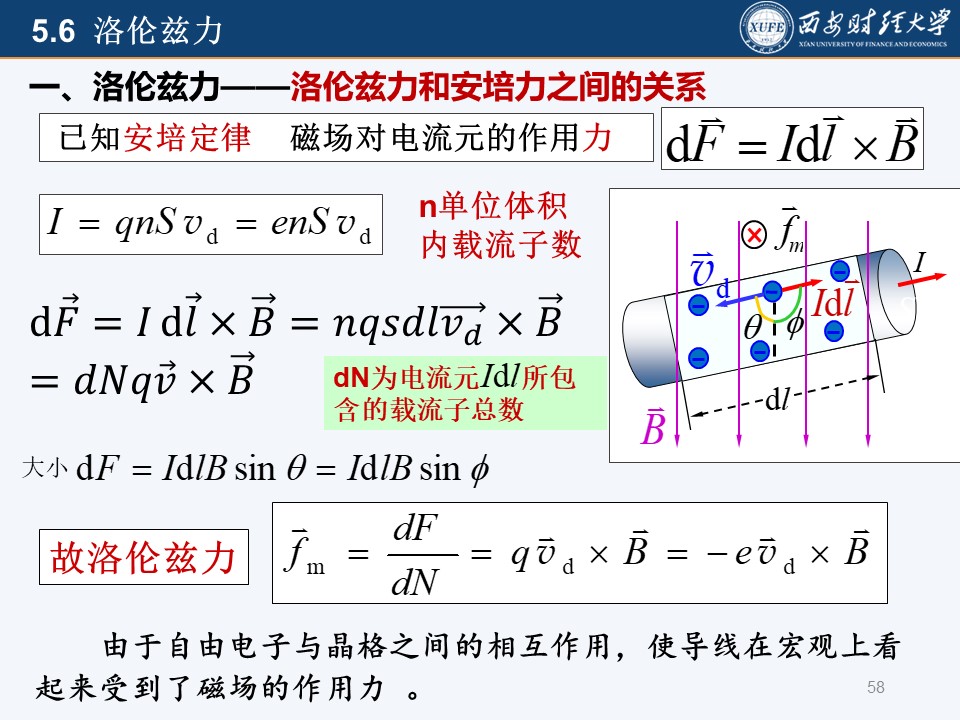 5.6 洛伦兹力
XUFE
西安财经大学
XI'AN UNIVERSITY OF FINANCE AND ECONOMICS
一、洛伦兹力——洛伦兹力和安培力之间的关系
已知安培定律 磁场对电流元的作用力
$\mathrm{d}\vec{F} = I\mathrm{d}\vec{l} \times \vec{B}$
$I = qnSv_{\mathrm{d}} = enSv_{\mathrm{d}}$
n单位体积
内载流子数
$\mathrm{d}\vec{F} = I\,\mathrm{d}\vec{l} \times \vec{B} = nqsdl\vec{v_d} \times \vec{B}$
$= dNq\vec{v} \times \vec{B}$
dN为电流元Idl所包
含的载流子总数
$\vec{f}_m$
$I$
$\vec{v}_{\mathrm{d}}$
$I\mathrm{d}\vec{l}$
θ
ϕ
dl
$\vec{B}$
大小 $\mathrm{d}F = I\mathrm{d}lB\sin\theta = I\mathrm{d}lB\sin\phi$
故洛伦兹力
$\vec{f}_{\mathrm{m}} = \frac{dF}{dN} = q\vec{v}_{\mathrm{d}} \times \vec{B} = -e\vec{v}_{\mathrm{d}} \times \vec{B}$
由于自由电子与晶格之间的相互作用，使导线在宏观上看
起来受到了磁场的作用力 。
58